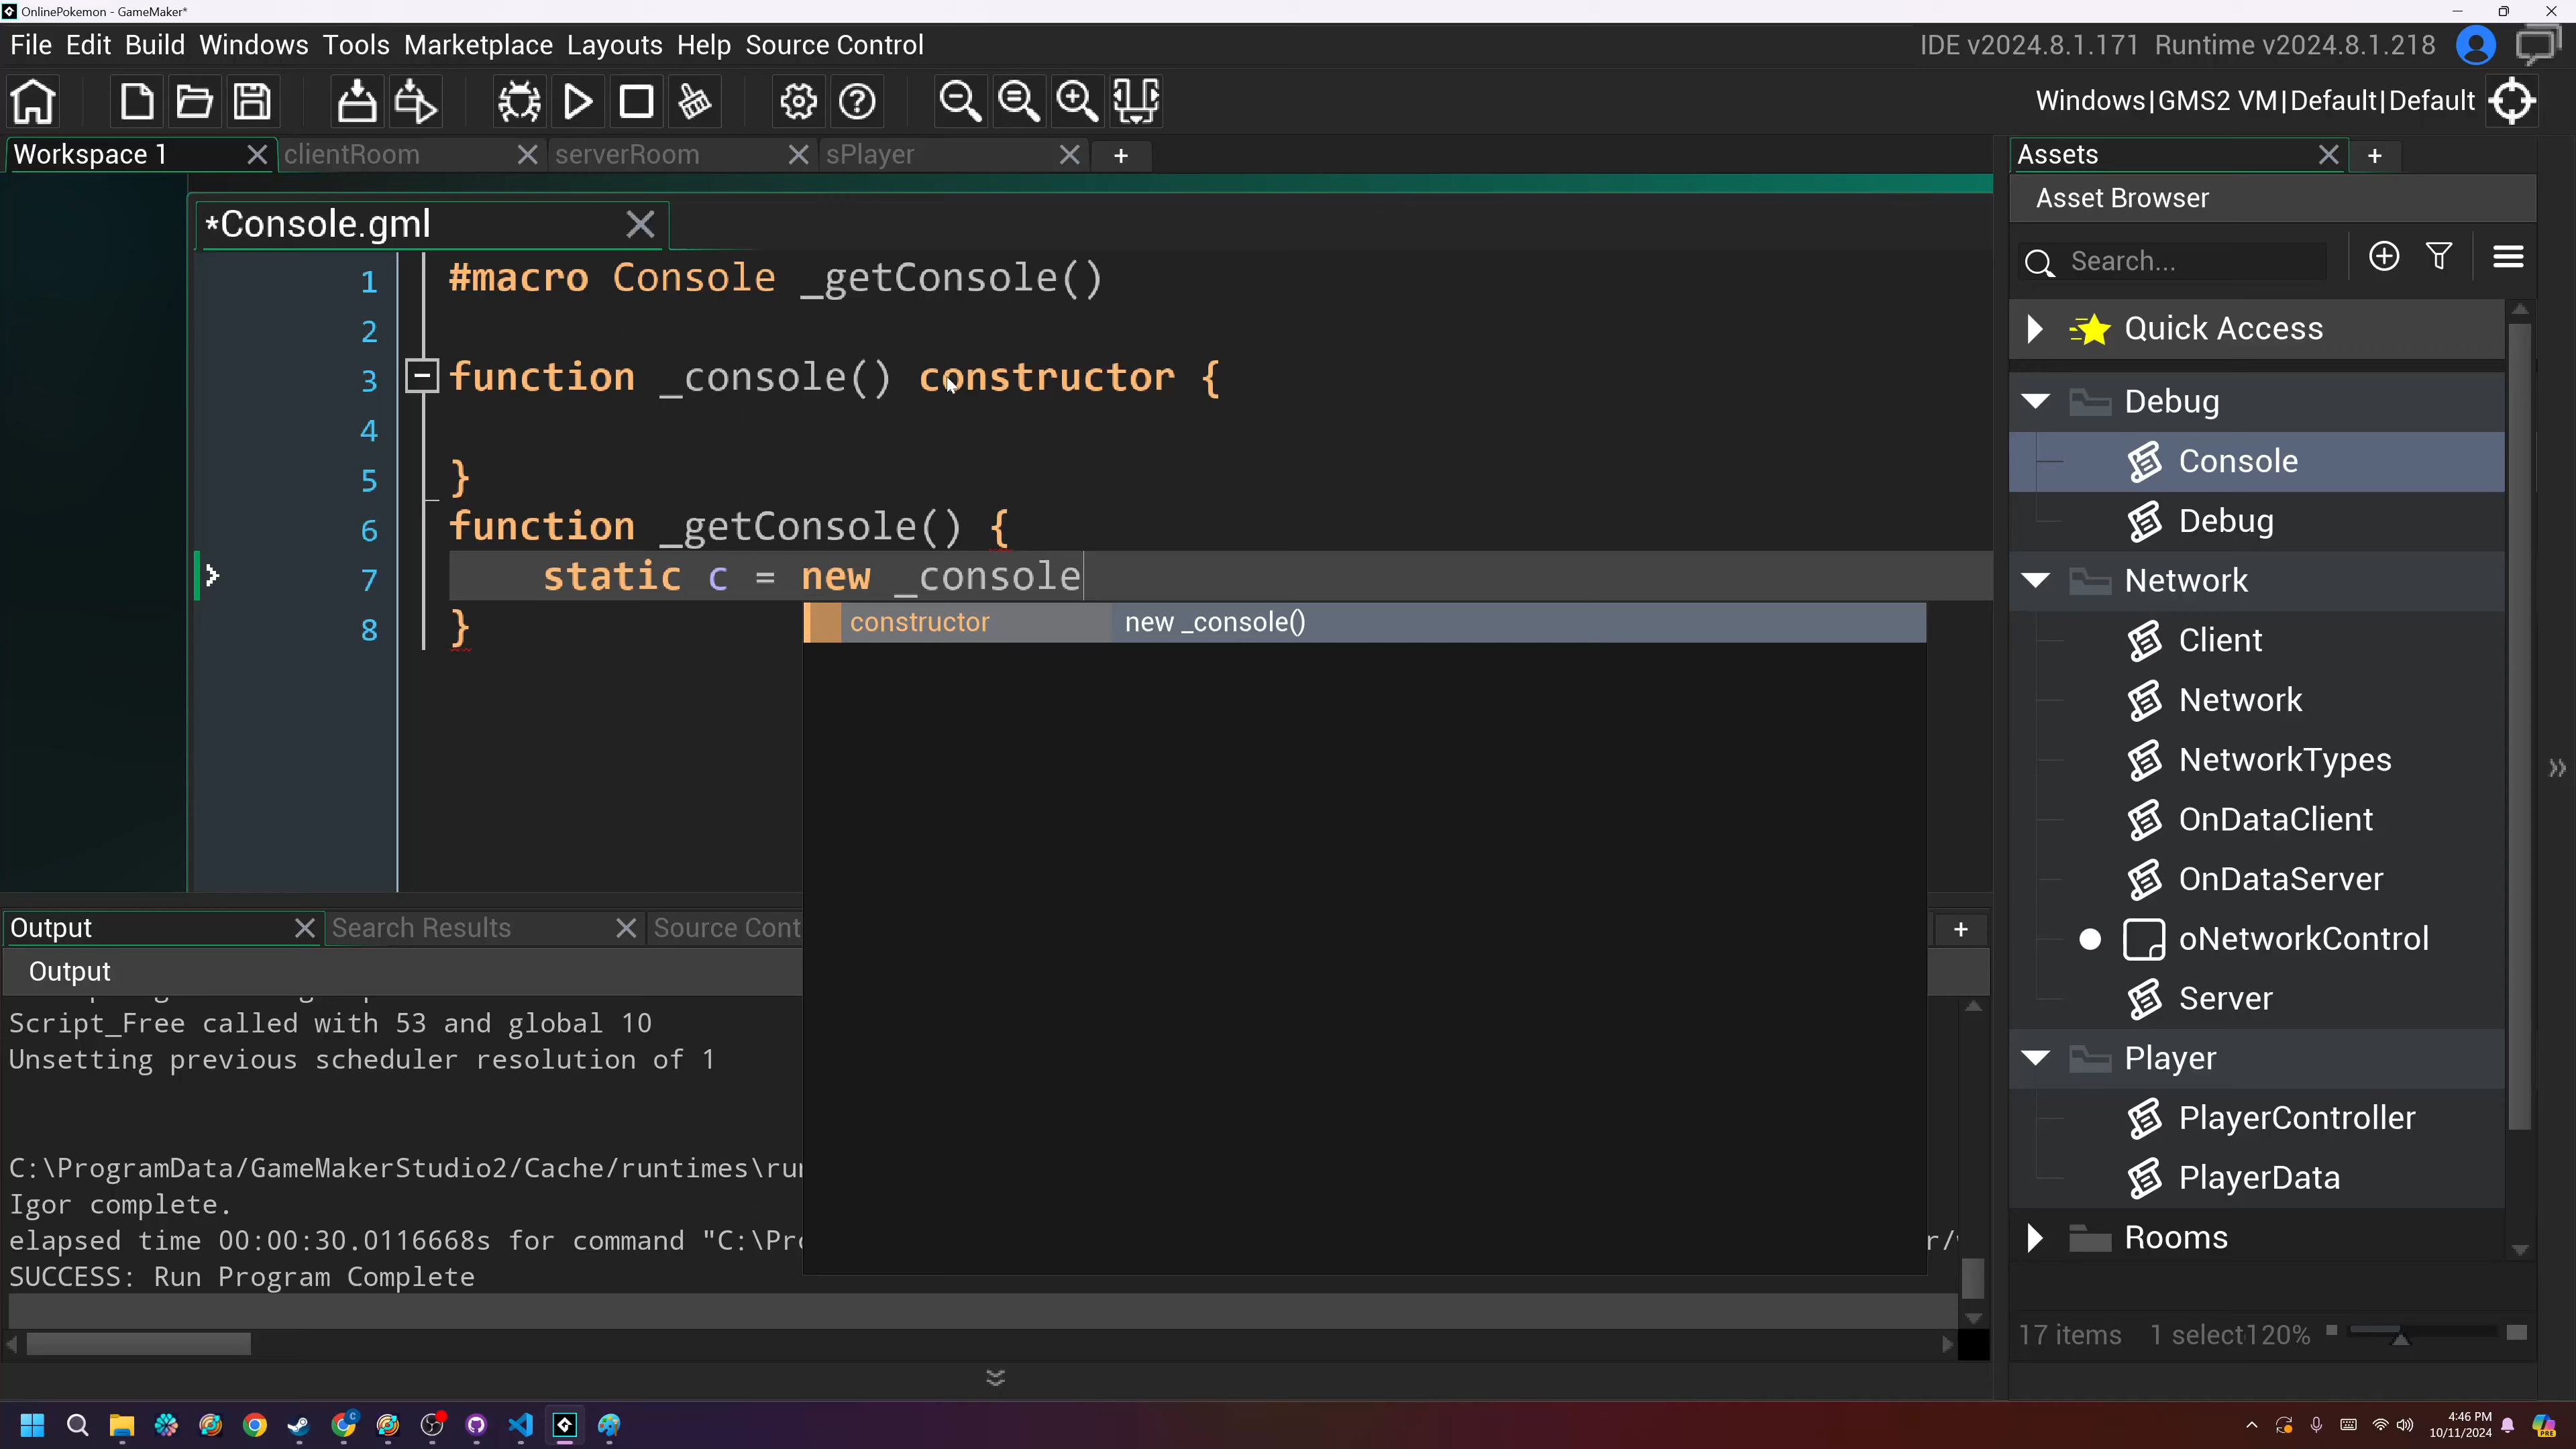 OnlinePokemon - GameMaker*
File Edit Build Windows Tools Marketplace Layouts Help Source Control
IDE v2024.8.1.171 Runtime v2024.8.1.218
Windows|GMS2 VM|Default|Default
Workspace 1
clientRoom
serverRoom
sPlayer
+
*Console.gml
1 #macro Console _getConsole()
2
3 function _console() constructor {
4
5 }
6 function _getConsole() {
7 static c = new _console
8 }
constructor new _console()
Output
Search Results
Source Cont
+
Output
Script_Free called with 53 and global 10
Unsetting previous scheduler resolution of 1
C:\ProgramData/GameMakerStudio2/Cache/runtimes\ru
Igor complete.
elapsed time 00:00:30.0116668s for command "C:\Pr
r/
SUCCESS: Run Program Complete
Assets
+
Asset Browser
Search...
Quick Access
Debug
Console
Debug
Network
Client
Network
NetworkTypes
OnDataClient
OnDataServer
oNetworkControl
Server
Player
PlayerController
PlayerData
Rooms
17 items 1 select 120%
4:46 PM
10/11/2024
PRE